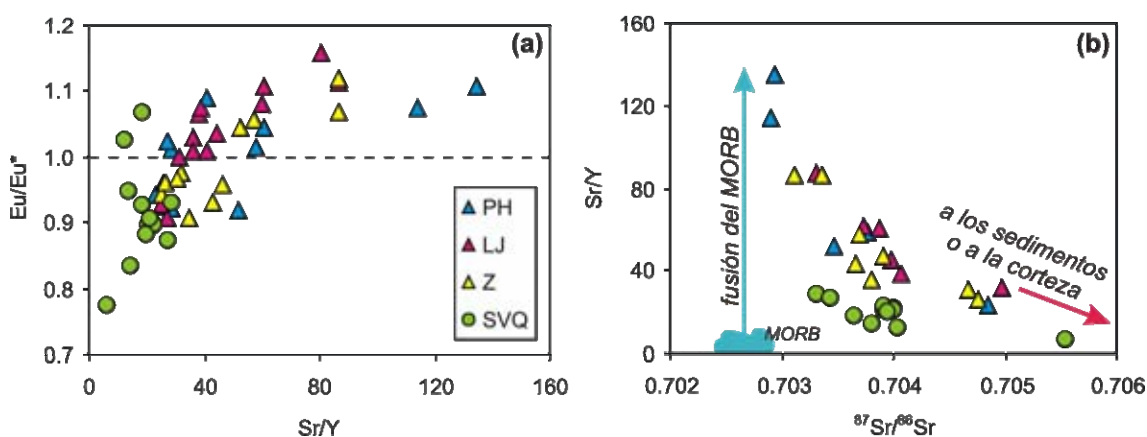 (a)
1.2
1.1
1.0
0.9
0.8
0.7
Eu/Eu*
0
40
80
120
160
Sr/Y
PH
LJ
Z
SVQ
(b)
160
120
80
40
0
Sr/Y
fusión del MORB
MORB
a los sedimentos
o a la corteza
0.702
0.703
0.704
0.705
0.706
⁸⁷Sr/⁸⁶Sr